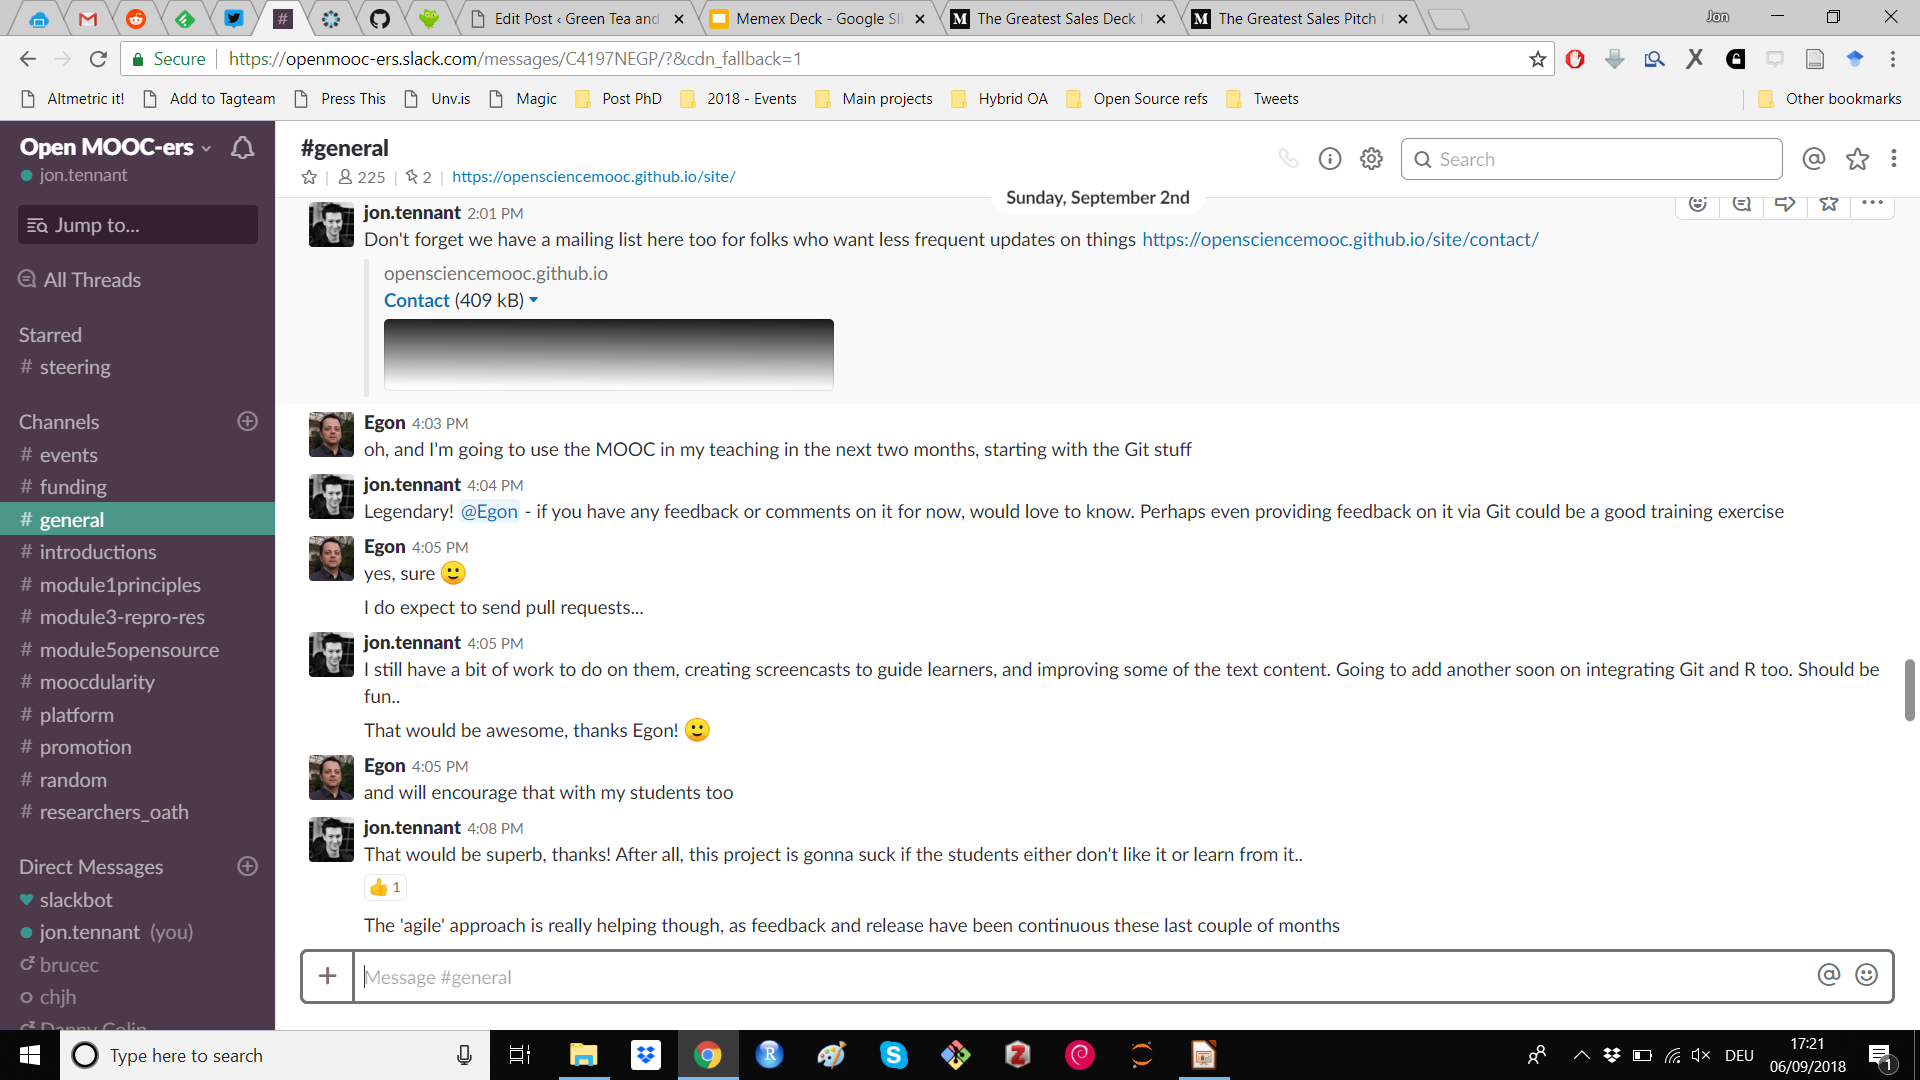 Edit Post ‹ Green Tea and
Memex Deck - Google Sli
The Greatest Sales Deck
The Greatest Sales Pitch
Jon
Secure
https://openmooc-ers.slack.com/messages/C4197NEGP/?&cdn_fallback=1
Altmetric it!
Add to Tagteam
Press This
Unv.is
Magic
Post PhD
2018 - Events
Main projects
Hybrid OA
Open Source refs
Tweets
Other bookmarks
Open MOOC-ers
jon.tennant
Jump to...
All Threads
Starred
# steering
Channels
# events
# funding
# general
# introductions
# module1principles
# module3-repro-res
# module5opensource
# moocdularity
# platform
# promotion
# random
# researchers_oath
Direct Messages
slackbot
jon.tennant (you)
brucec
chjh
Danny Colin
#general
225 | 2 | https://opensciencemooc.github.io/site/
Search
Sunday, September 2nd
jon.tennant 2:01 PM
Don't forget we have a mailing list here too for folks who want less frequent updates on things https://opensciencemooc.github.io/site/contact/
opensciencemooc.github.io
Contact (409 kB)
Egon 4:03 PM
oh, and I'm going to use the MOOC in my teaching in the next two months, starting with the Git stuff
jon.tennant 4:04 PM
Legendary! @Egon - if you have any feedback or comments on it for now, would love to know. Perhaps even providing feedback on it via Git could be a good training exercise
Egon 4:05 PM
yes, sure 🙂
I do expect to send pull requests...
jon.tennant 4:05 PM
I still have a bit of work to do on them, creating screencasts to guide learners, and improving some of the text content. Going to add another soon on integrating Git and R too. Should be
fun..
That would be awesome, thanks Egon! 🙂
Egon 4:05 PM
and will encourage that with my students too
jon.tennant 4:08 PM
That would be superb, thanks! After all, this project is gonna suck if the students either don't like it or learn from it..
👍 1
The 'agile' approach is really helping though, as feedback and release have been continuous these last couple of months
Message #general
Type here to search
DEU
17:21
06/09/2018
1